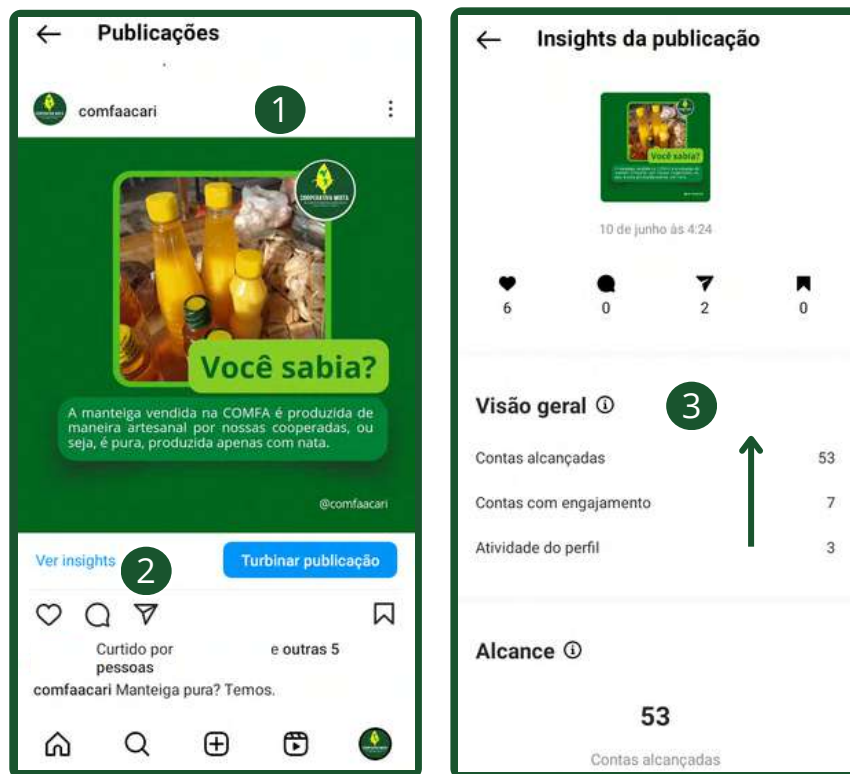 Publicações
comfaacari
1
COOPERATIVA MISTA
Você sabia?
A manteiga vendida na COMFA é produzida de
maneira artesanal por nossas cooperadas, ou
seja, é pura, produzida apenas com nata.
@comfaacari
Ver insights
2
Turbinar publicação
Curtido por e outras 5
pessoas
comfaacari Manteiga pura? Temos.
Insights da publicação
Você sabia?
10 de junho às 4:24
6 0 2 0
Visão geral
3
Contas alcançadas 53
Contas com engajamento 7
Atividade do perfil 3
Alcance
53
Contas alcançadas